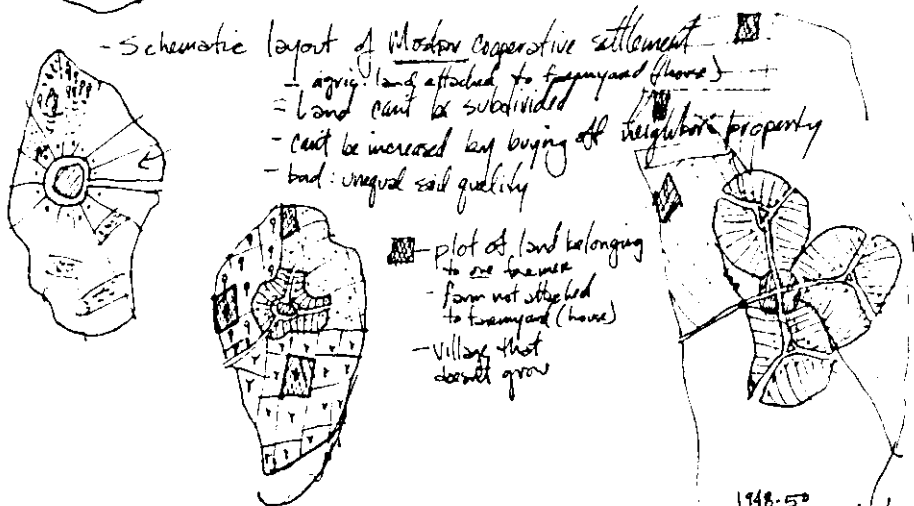 - Schematic layout of Moshav cooperative settlement
- agric. land attached to farmyard (house)
- Land can't be subdivided
- can't be increased by buying off neighbor's property
- bad: unequal soil quality
- plot of land belonging
to one farmer
- farm not attached
to farmyard (house)
- Village that
doesn't grow
1948-50